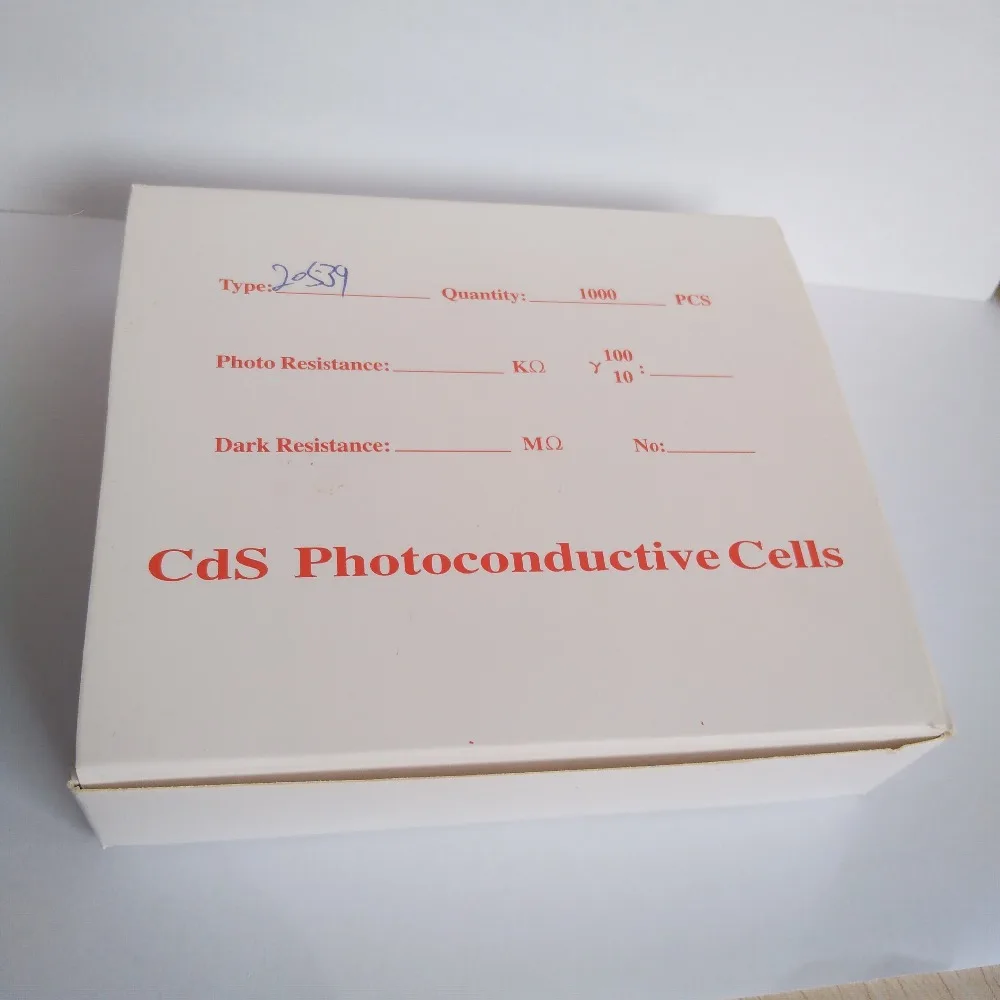 Type: 20539 Quantity: 1000 PCS
Photo Resistance: KΩ γ 100 10 :
Dark Resistance: MΩ No:
CdS Photoconductive Cells